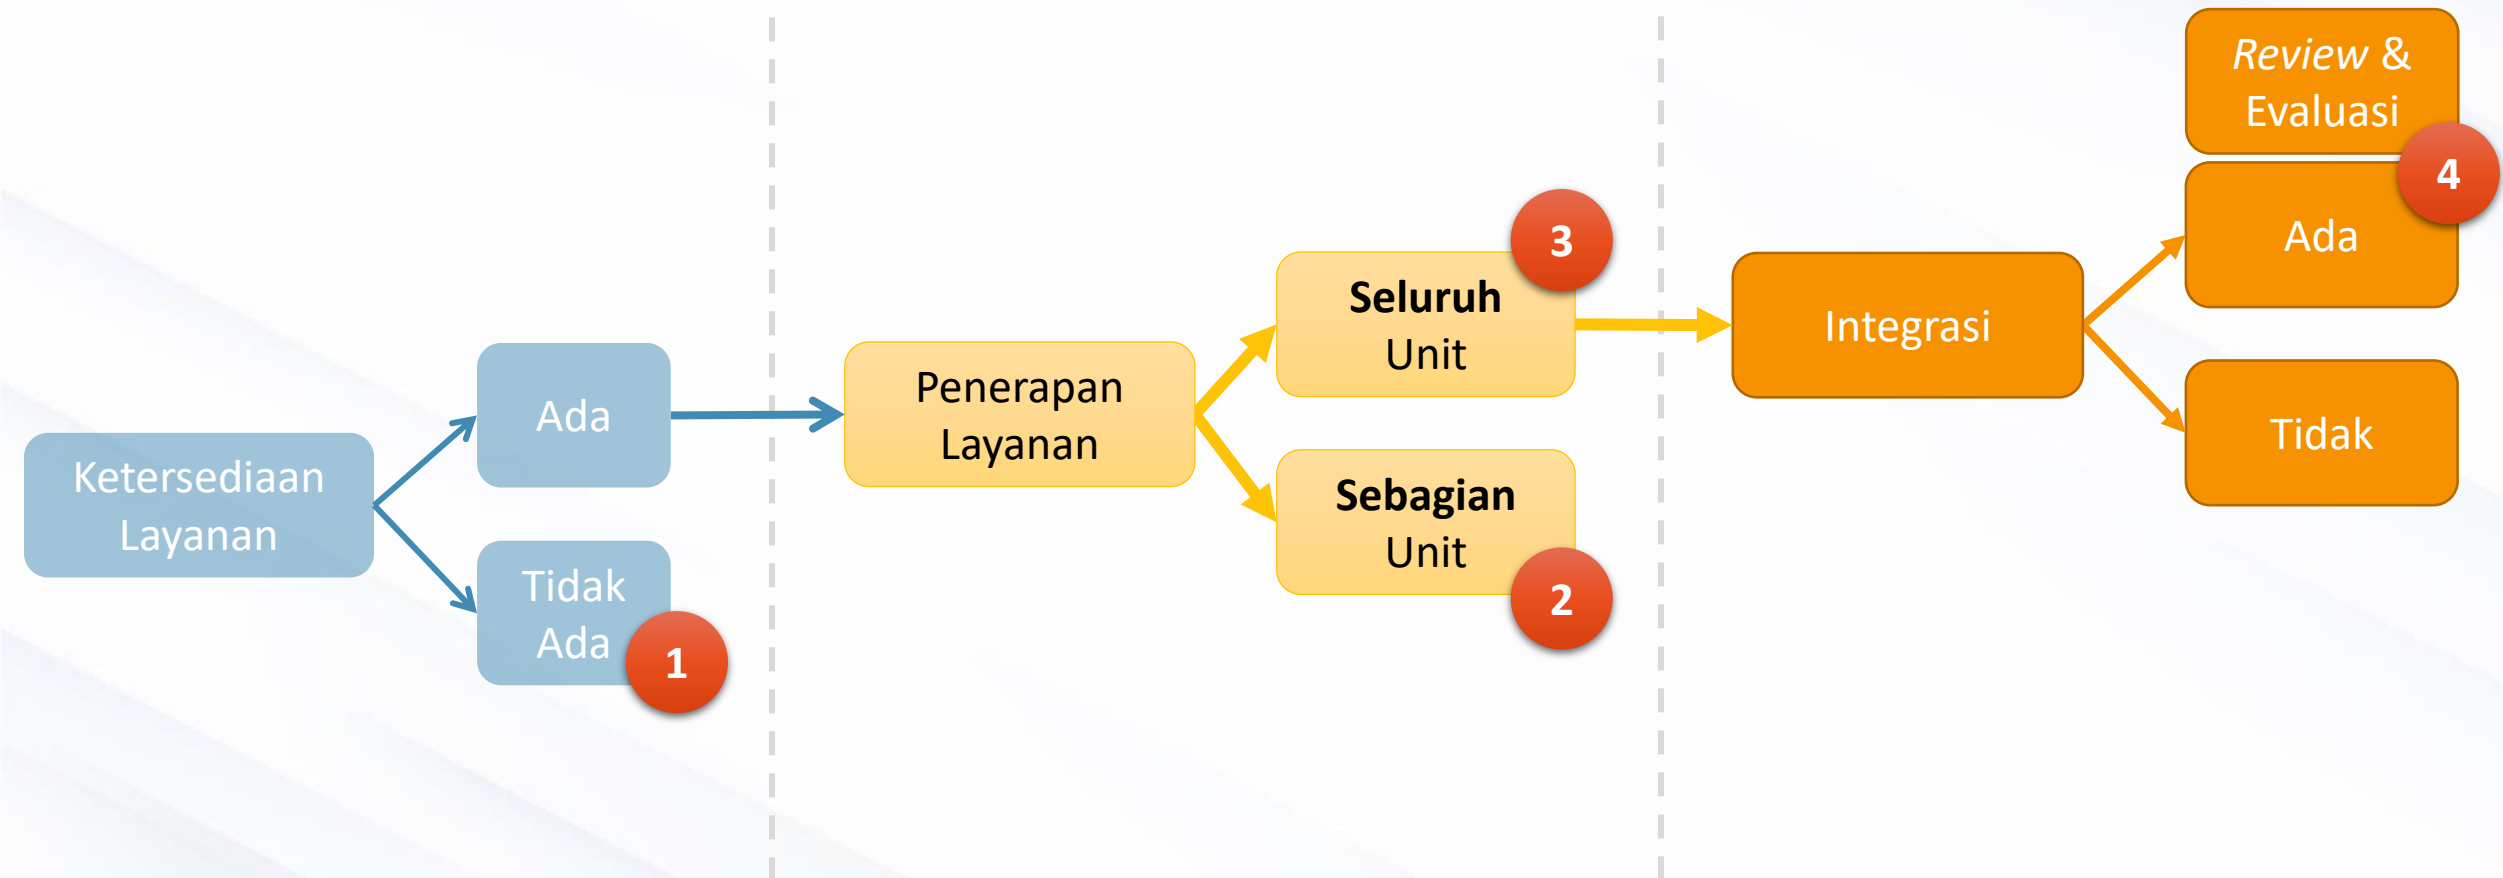 Ketersediaan
Layanan
Ada
Tidak
Ada
1
Penerapan
Layanan
3
Seluruh
Unit
Sebagian
Unit
2
Integrasi
Review &
Evaluasi
4
Ada
Tidak